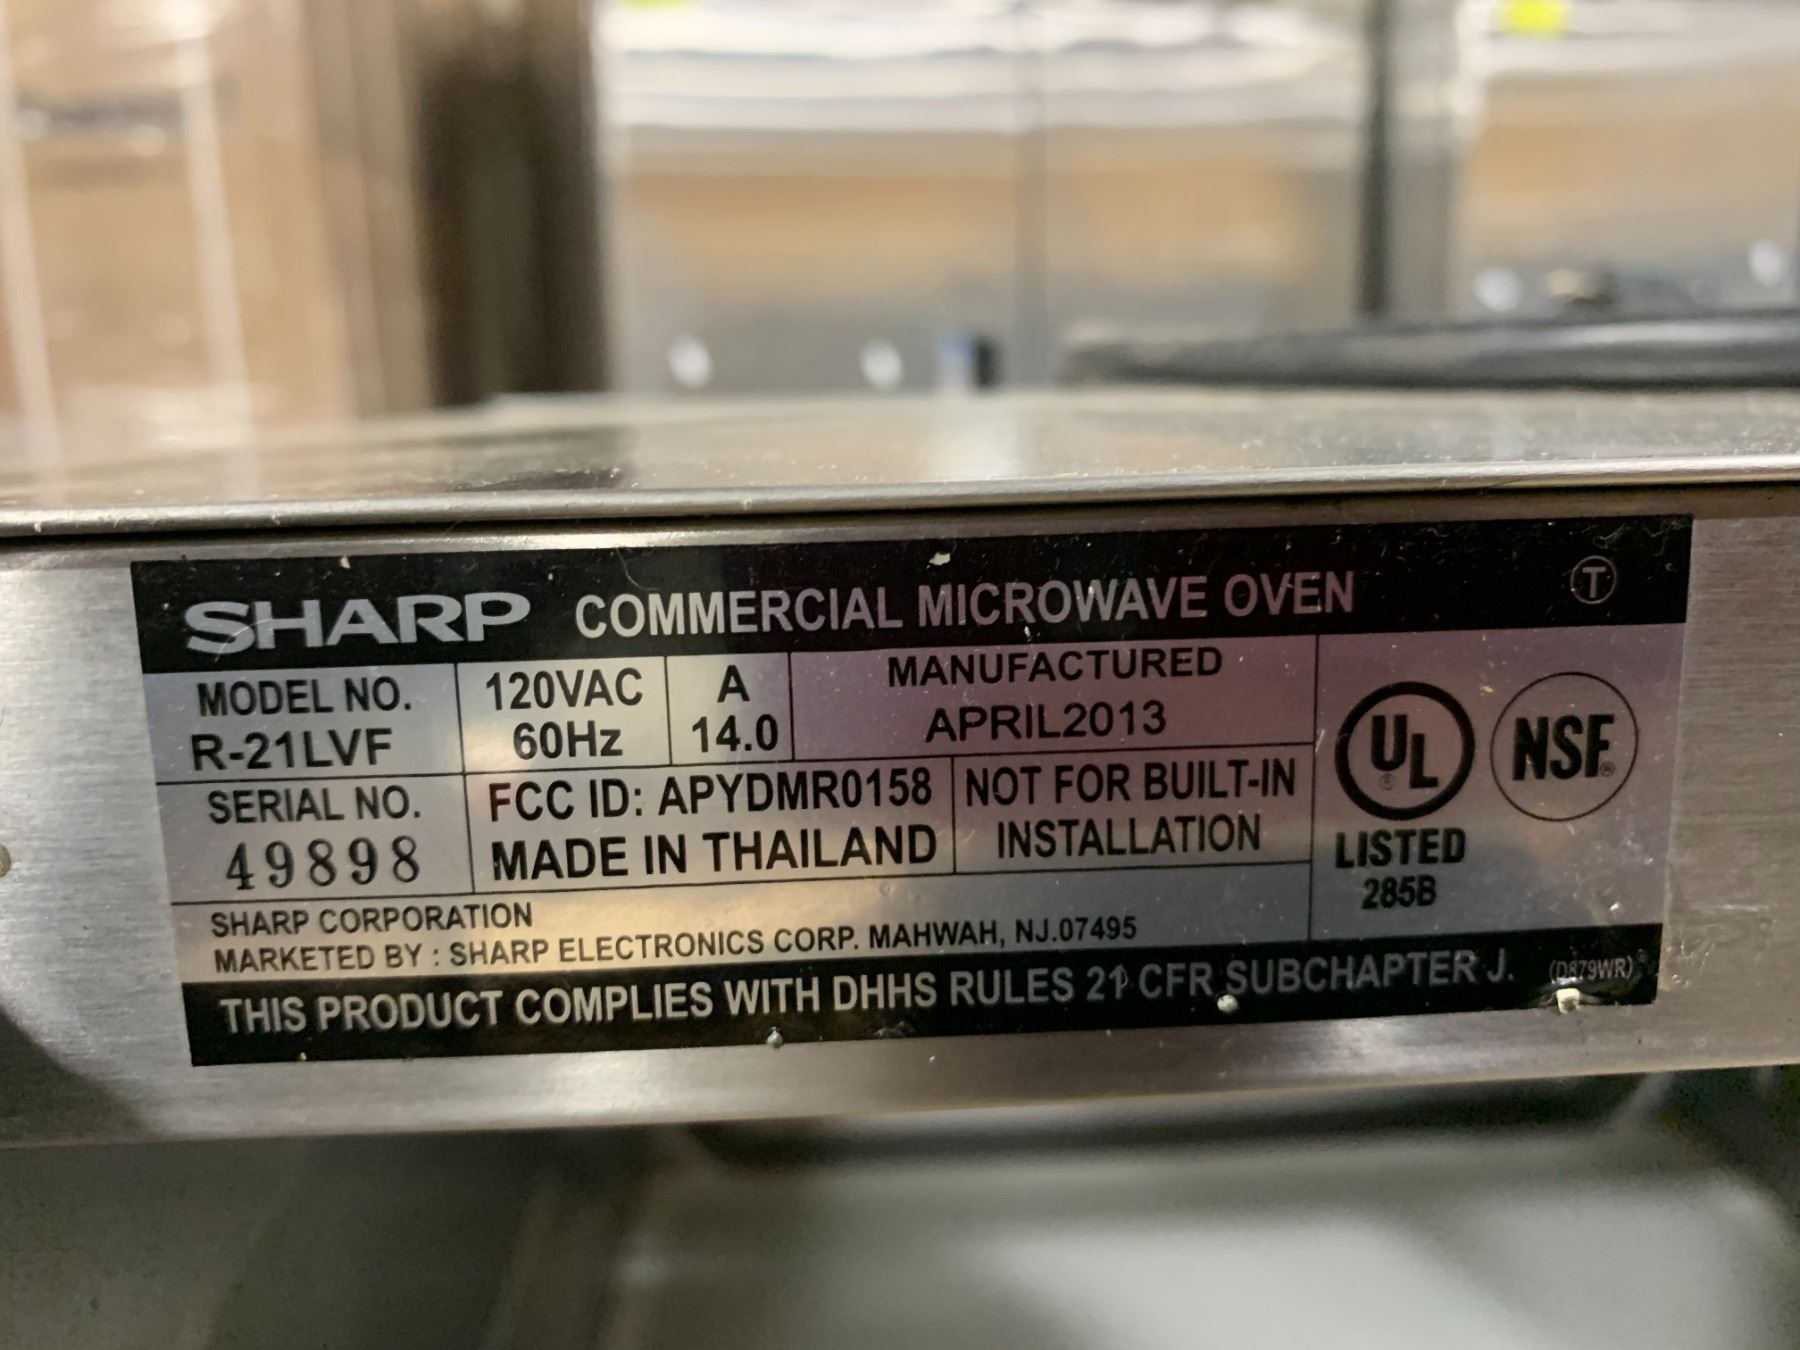 SHARP COMMERCIAL MICROWAVE OVEN T
MODEL NO.
R-21LVF
120VAC
60Hz
A
14.0
MANUFACTURED
APRIL2013
SERIAL NO.
49898
FCC ID: APYDMR0158
MADE IN THAILAND
NOT FOR BUILT-IN
INSTALLATION
UL
LISTED
285B
NSF
SHARP CORPORATION
MARKETED BY : SHARP ELECTRONICS CORP. MAHWAH, NJ.07495
THIS PRODUCT COMPLIES WITH DHHS RULES 21 CFR SUBCHAPTER J. (D879WR)